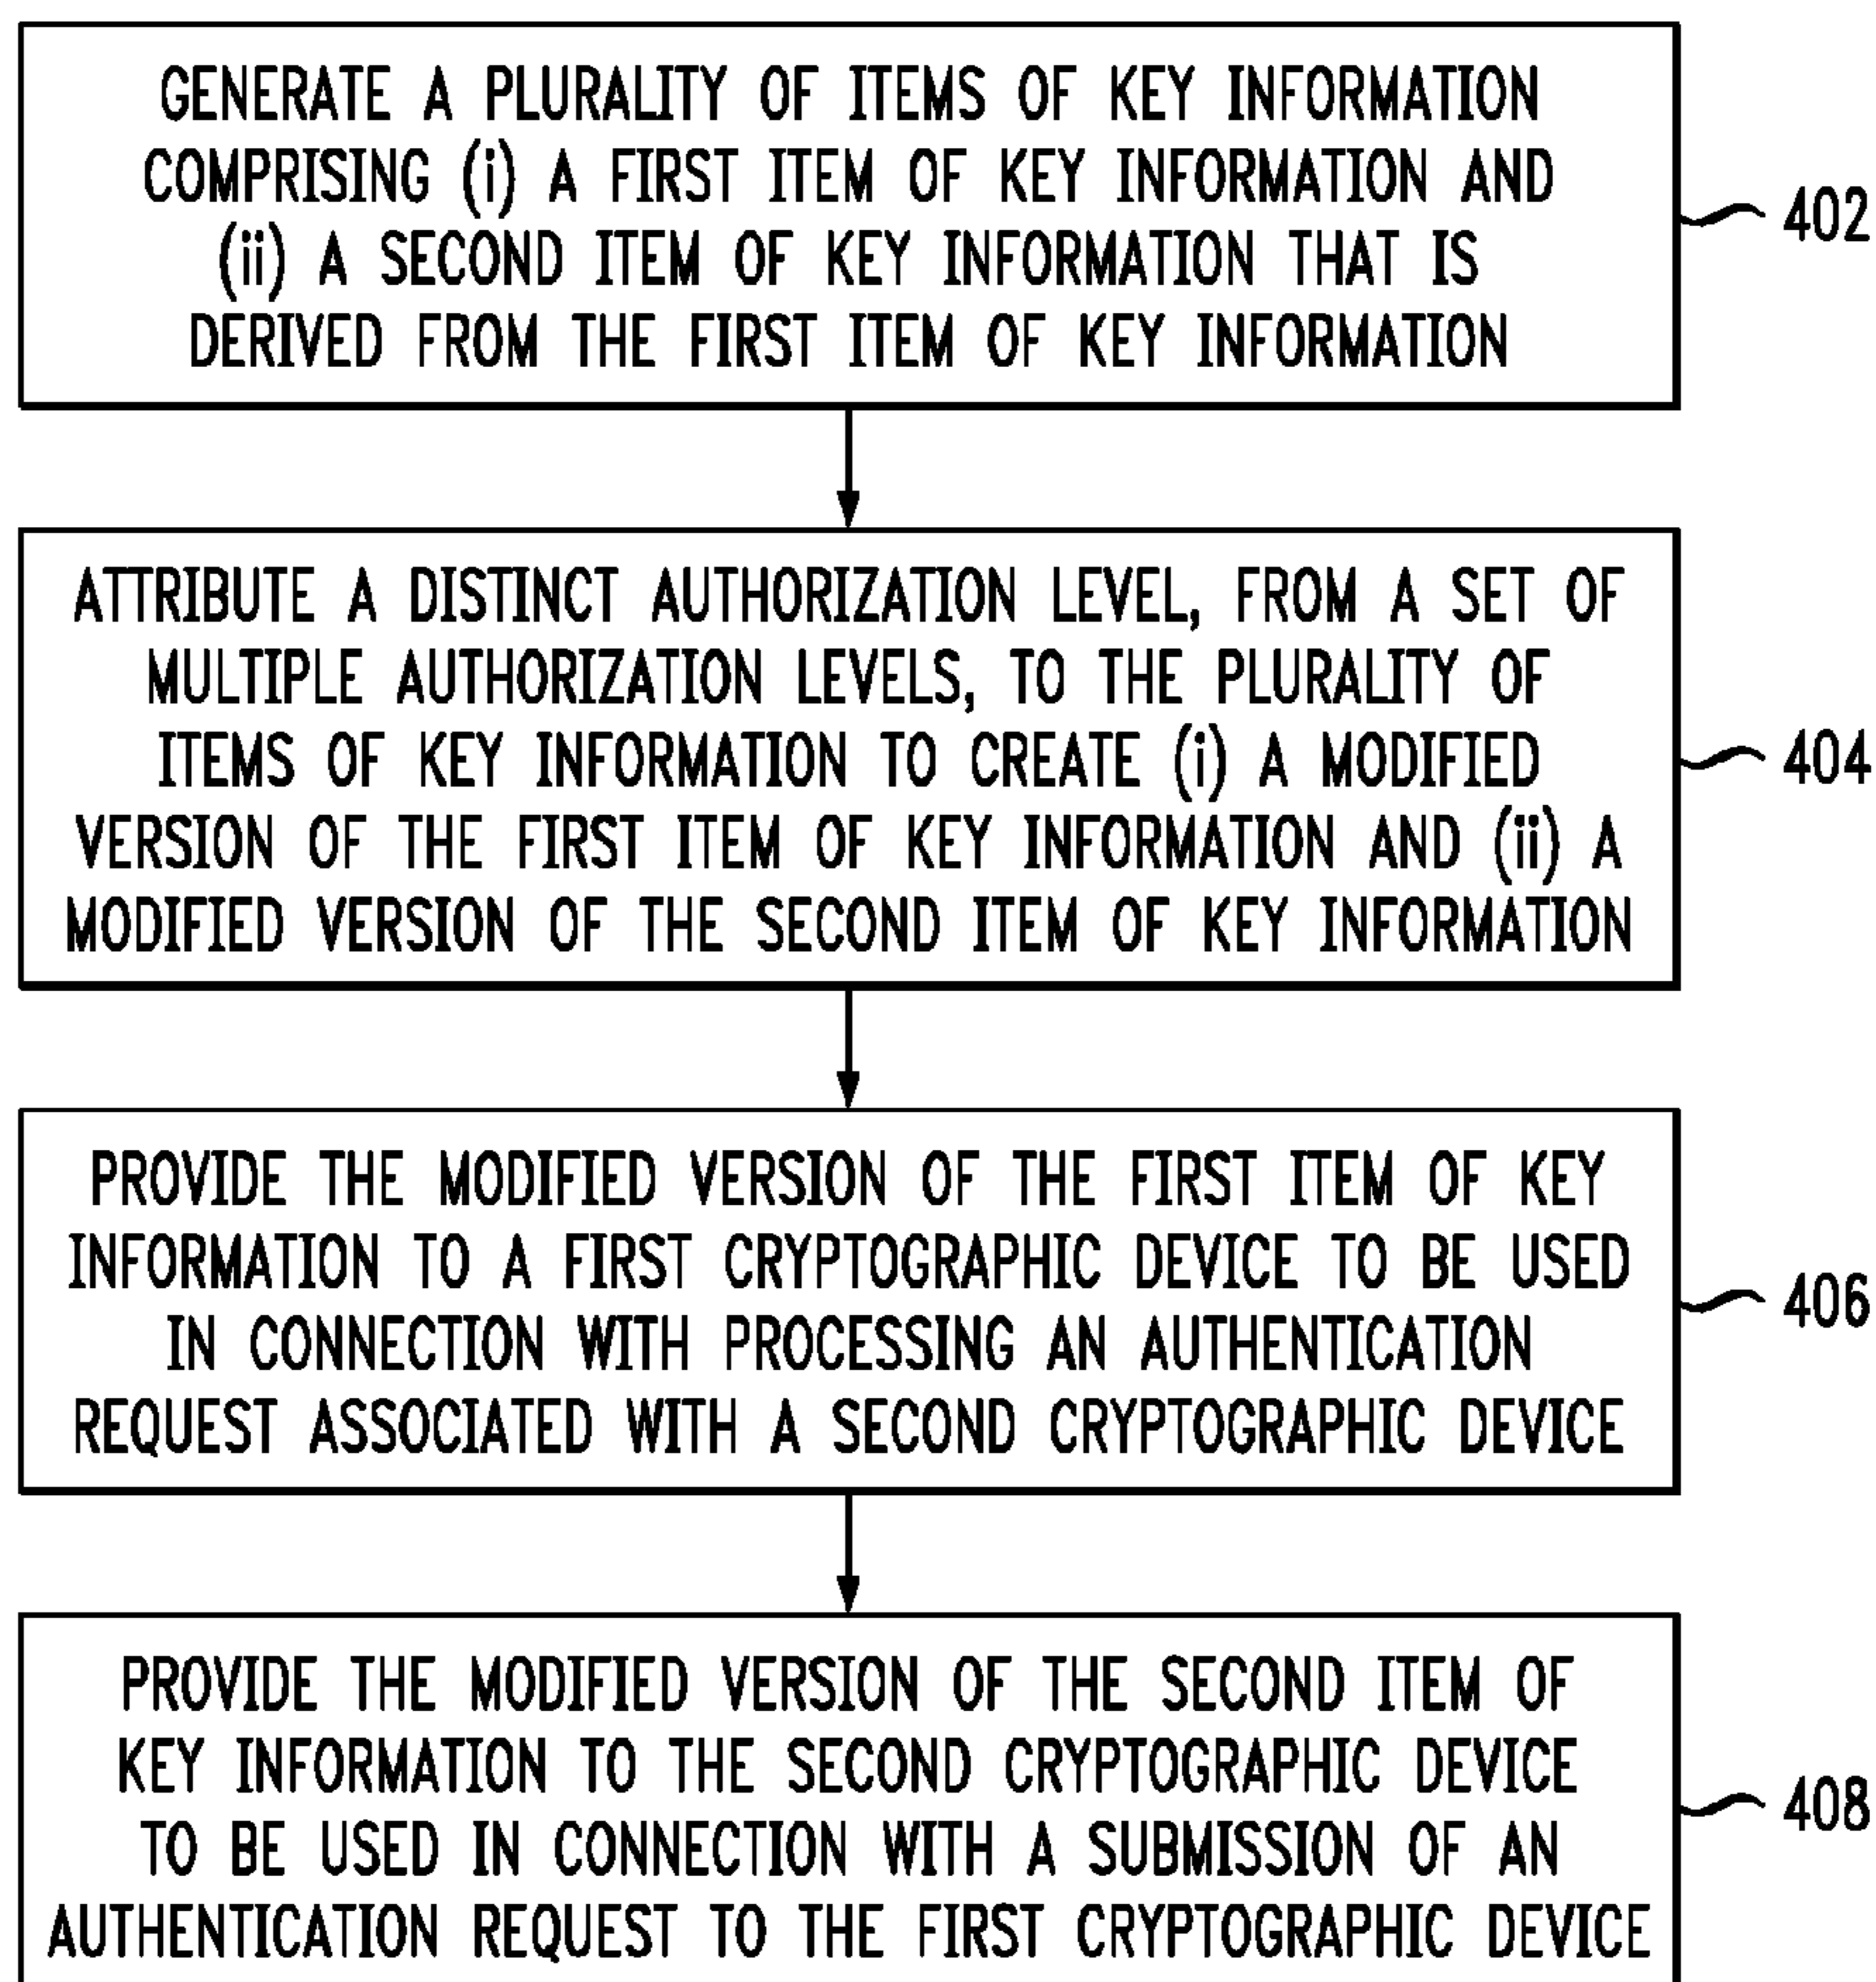 GENERATE A PLURALITY OF ITEMS OF KEY INFORMATION
COMPRISING (i) A FIRST ITEM OF KEY INFORMATION AND
(ii) A SECOND ITEM OF KEY INFORMATION THAT IS
DERIVED FROM THE FIRST ITEM OF KEY INFORMATION
402
ATTRIBUTE A DISTINCT AUTHORIZATION LEVEL, FROM A SET OF
MULTIPLE AUTHORIZATION LEVELS, TO THE PLURALITY OF
ITEMS OF KEY INFORMATION TO CREATE (i) A MODIFIED
VERSION OF THE FIRST ITEM OF KEY INFORMATION AND (ii) A
MODIFIED VERSION OF THE SECOND ITEM OF KEY INFORMATION
404
PROVIDE THE MODIFIED VERSION OF THE FIRST ITEM OF KEY
INFORMATION TO A FIRST CRYPTOGRAPHIC DEVICE TO BE USED
IN CONNECTION WITH PROCESSING AN AUTHENTICATION
REQUEST ASSOCIATED WITH A SECOND CRYPTOGRAPHIC DEVICE
406
PROVIDE THE MODIFIED VERSION OF THE SECOND ITEM OF
KEY INFORMATION TO THE SECOND CRYPTOGRAPHIC DEVICE
TO BE USED IN CONNECTION WITH A SUBMISSION OF AN
AUTHENTICATION REQUEST TO THE FIRST CRYPTOGRAPHIC DEVICE
408